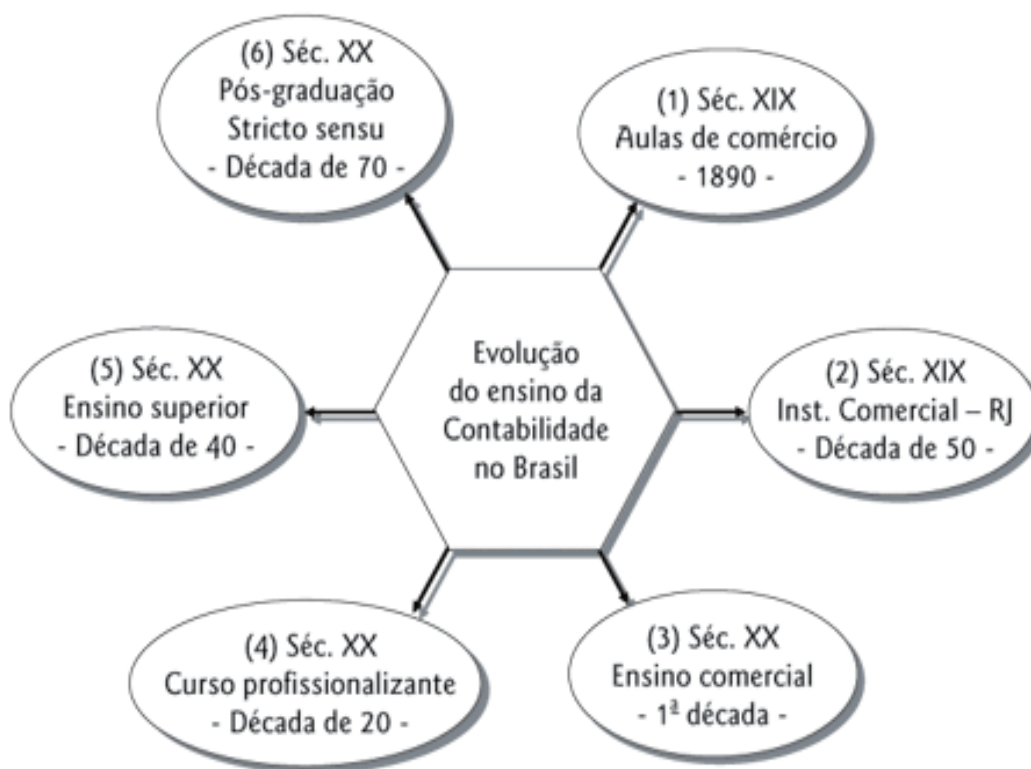 (6) Séc. XX
Pós-graduação
Stricto sensu
- Década de 70 -
(1) Séc. XIX
Aulas de comércio
- 1890 -
(5) Séc. XX
Ensino superior
- Década de 40 -
Evolução
do ensino da
Contabilidade
no Brasil
(2) Séc. XIX
Inst. Comercial – RJ
- Década de 50 -
(4) Séc. XX
Curso profissionalizante
- Década de 20 -
(3) Séc. XX
Ensino comercial
- 1ª década -